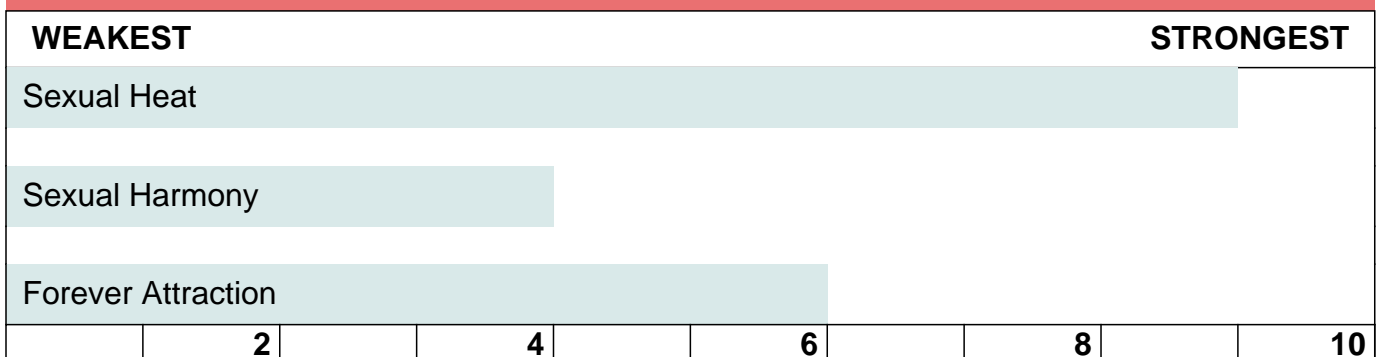 WEAKEST STRONGEST
Sexual Heat
Sexual Harmony
Forever Attraction
2 4 6 8 10